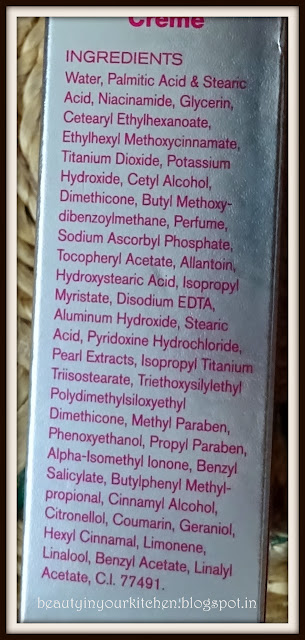 Creme
INGREDIENTS
Water, Palmitic Acid & Stearic
Acid, Niacinamide, Glycerin,
Cetearyl Ethylhexanoate,
Ethylhexyl Methoxycinnamate,
Titanium Dioxide, Potassium
Hydroxide, Cetyl Alcohol,
Dimethicone, Butyl Methoxy-
dibenzoylmethane, Perfume,
Sodium Ascorbyl Phosphate,
Tocopheryl Acetate, Allantoin,
Hydroxystearic Acid, Isopropyl
Myristate, Disodium EDTA,
Aluminum Hydroxide, Stearic
Acid, Pyridoxine Hydrochloride,
Pearl Extracts, Isopropyl Titanium
Triisostearate, Triethoxysilylethyl
Polydimethylsiloxyethyl
Dimethicone, Methyl Paraben,
Phenoxyethanol, Propyl Paraben,
Alpha-Isomethyl Ionone, Benzyl
Salicylate, Butylphenyl Methyl-
propional, Cinnamyl Alcohol,
Citronellol, Coumarin, Geraniol,
Hexyl Cinnamal, Limonene,
Linalool, Benzyl Acetate, Linalyl
Acetate, C.I. 77491.
beautyinyourkitchen.blogspot.in